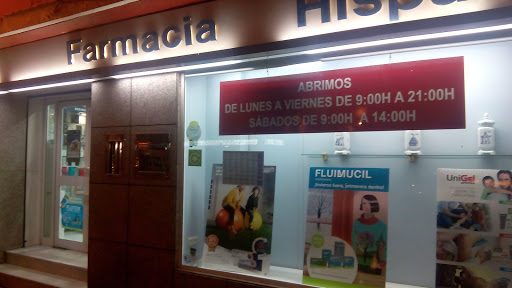 Farmacia Hispa
ABRIMOS
DE LUNES A VIERNES DE 9:00H A 21:00H
SÁBADOS DE 9:00H A 14:00H
FLUIMUCIL
UniGel